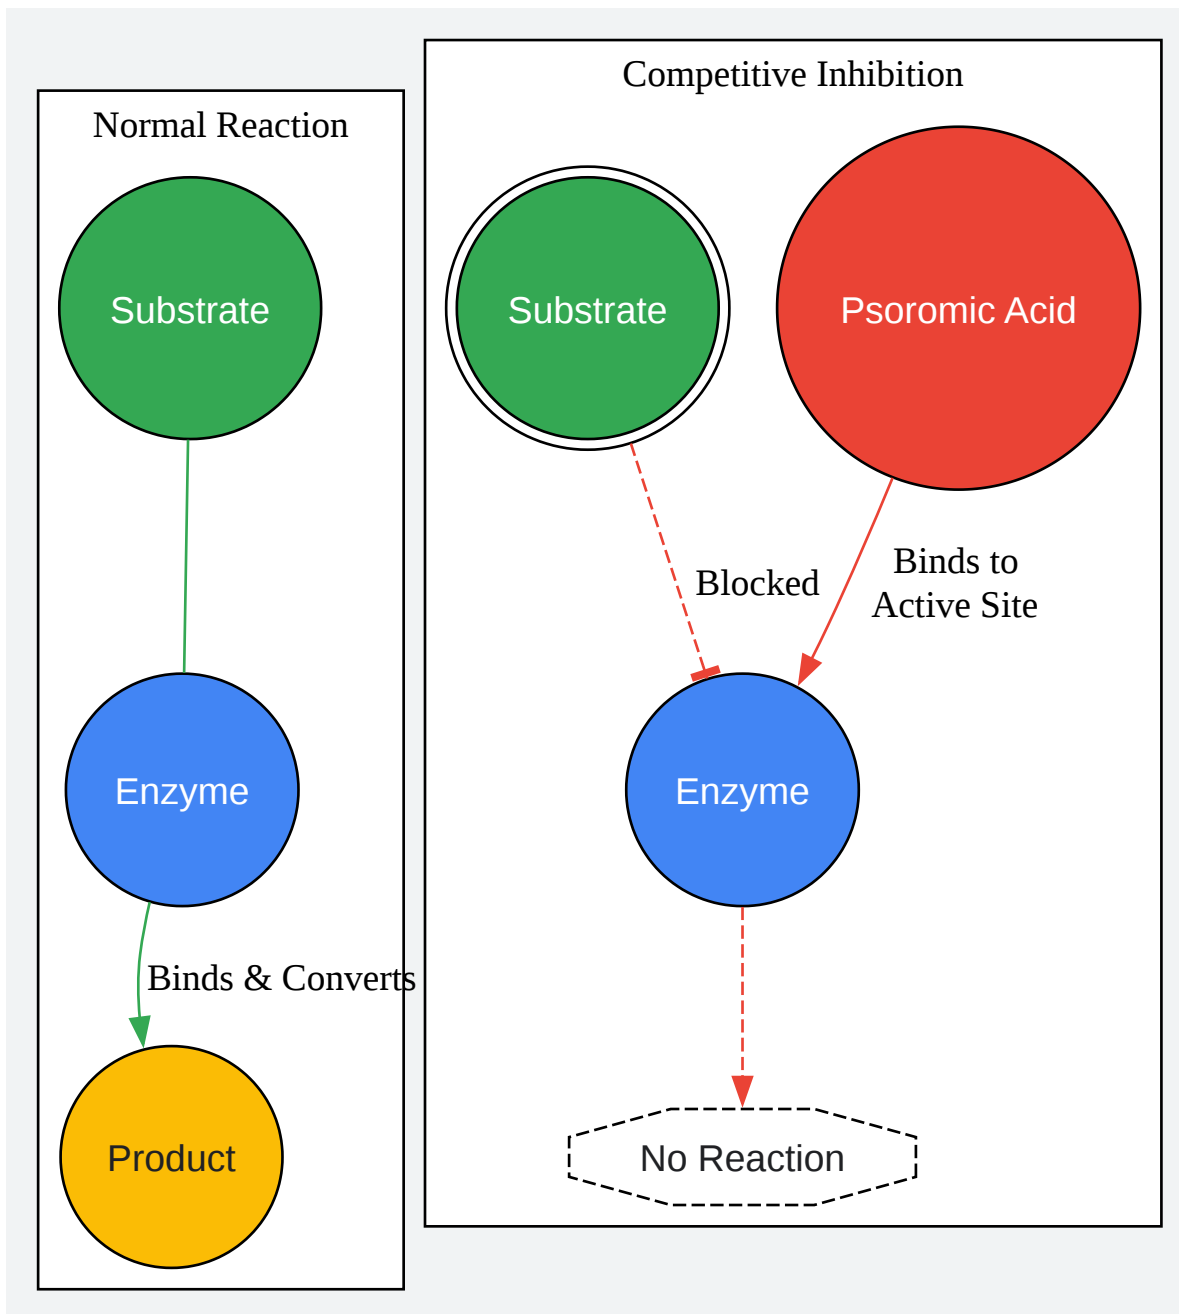 Normal Reaction
Substrate
Enzyme
Binds & Converts
Product
Competitive Inhibition
Substrate
Psoromic Acid
Blocked
Binds to
Active Site
Enzyme
No Reaction